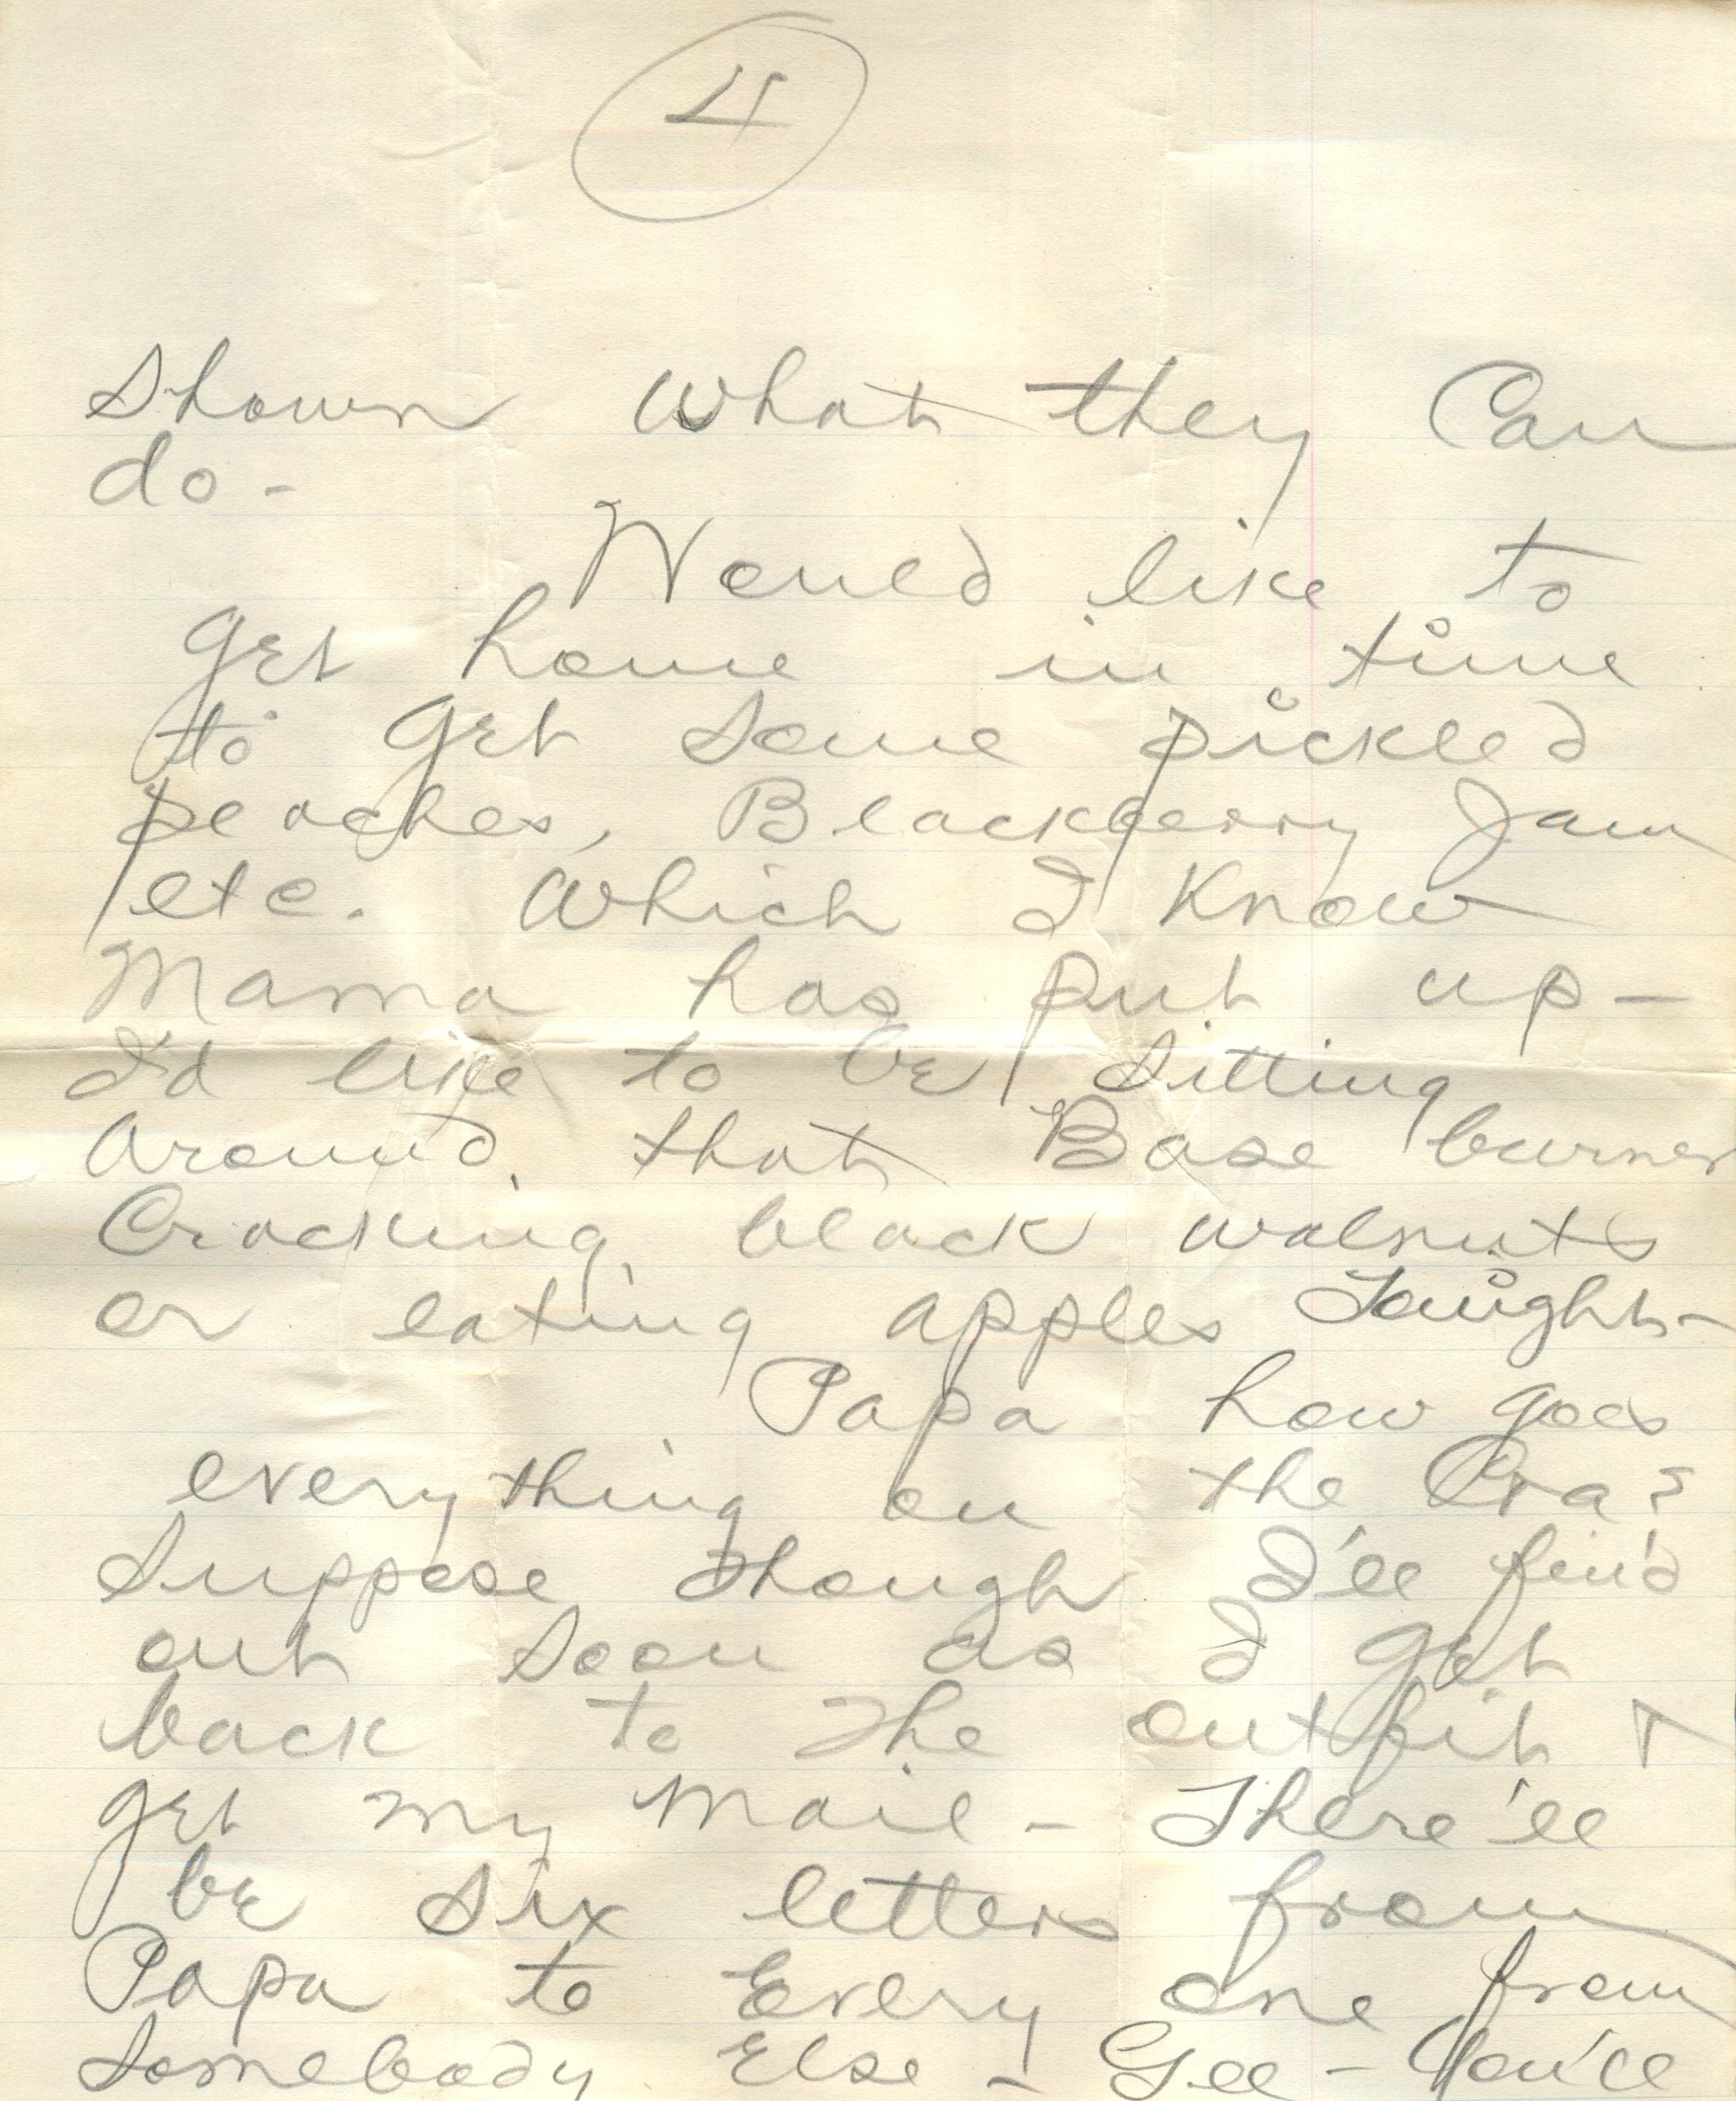 4
Shown What they Can
do -
Would like to
get home in time
to get some pickled
peaches, Blackberry Jam
etc. Which I Know
Mama has put up -
I'd like to be Sitting
Around that Base burner
Cracking black walnuts
or eating apples Tonight -
Papa how goes
everything on the
Suppose though I'll find
out soon as I get
back to the outfit &
get my mail - There'll
be Six letters from
Papa to Every one from
Somebody Else - Gee - You'll